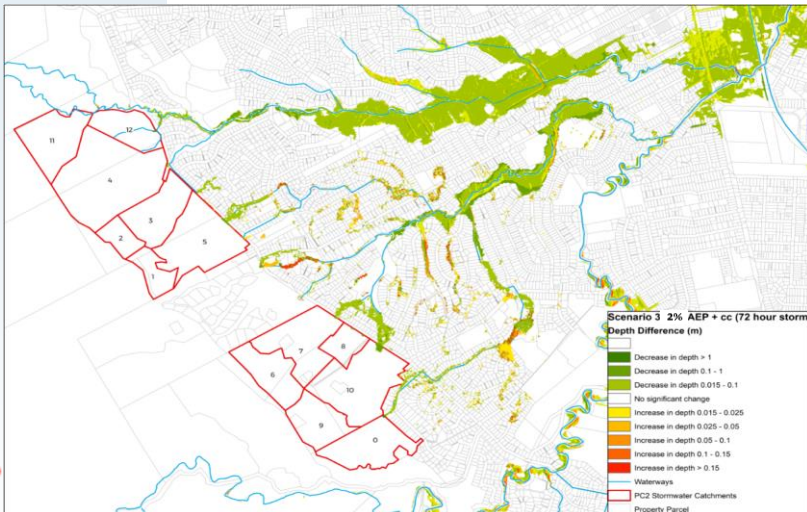 11
12
4
3
2
5
1
7
8
6
10
9
0
Scenario 3 2% AEP + cc (72 hour storm
Depth Difference (m)
Decrease in depth > 1
Decrease in depth 0.1 - 1
Decrease in depth 0.015 - 0.1
No significant change
Increase in depth 0.015 - 0.025
Increase in depth 0.025 - 0.05
Increase in depth 0.05 - 0.1
Increase in depth 0.1 - 0.15
Increase in depth > 0.15
Waterways
PC2 Stormwater Catchments
Property Parcel